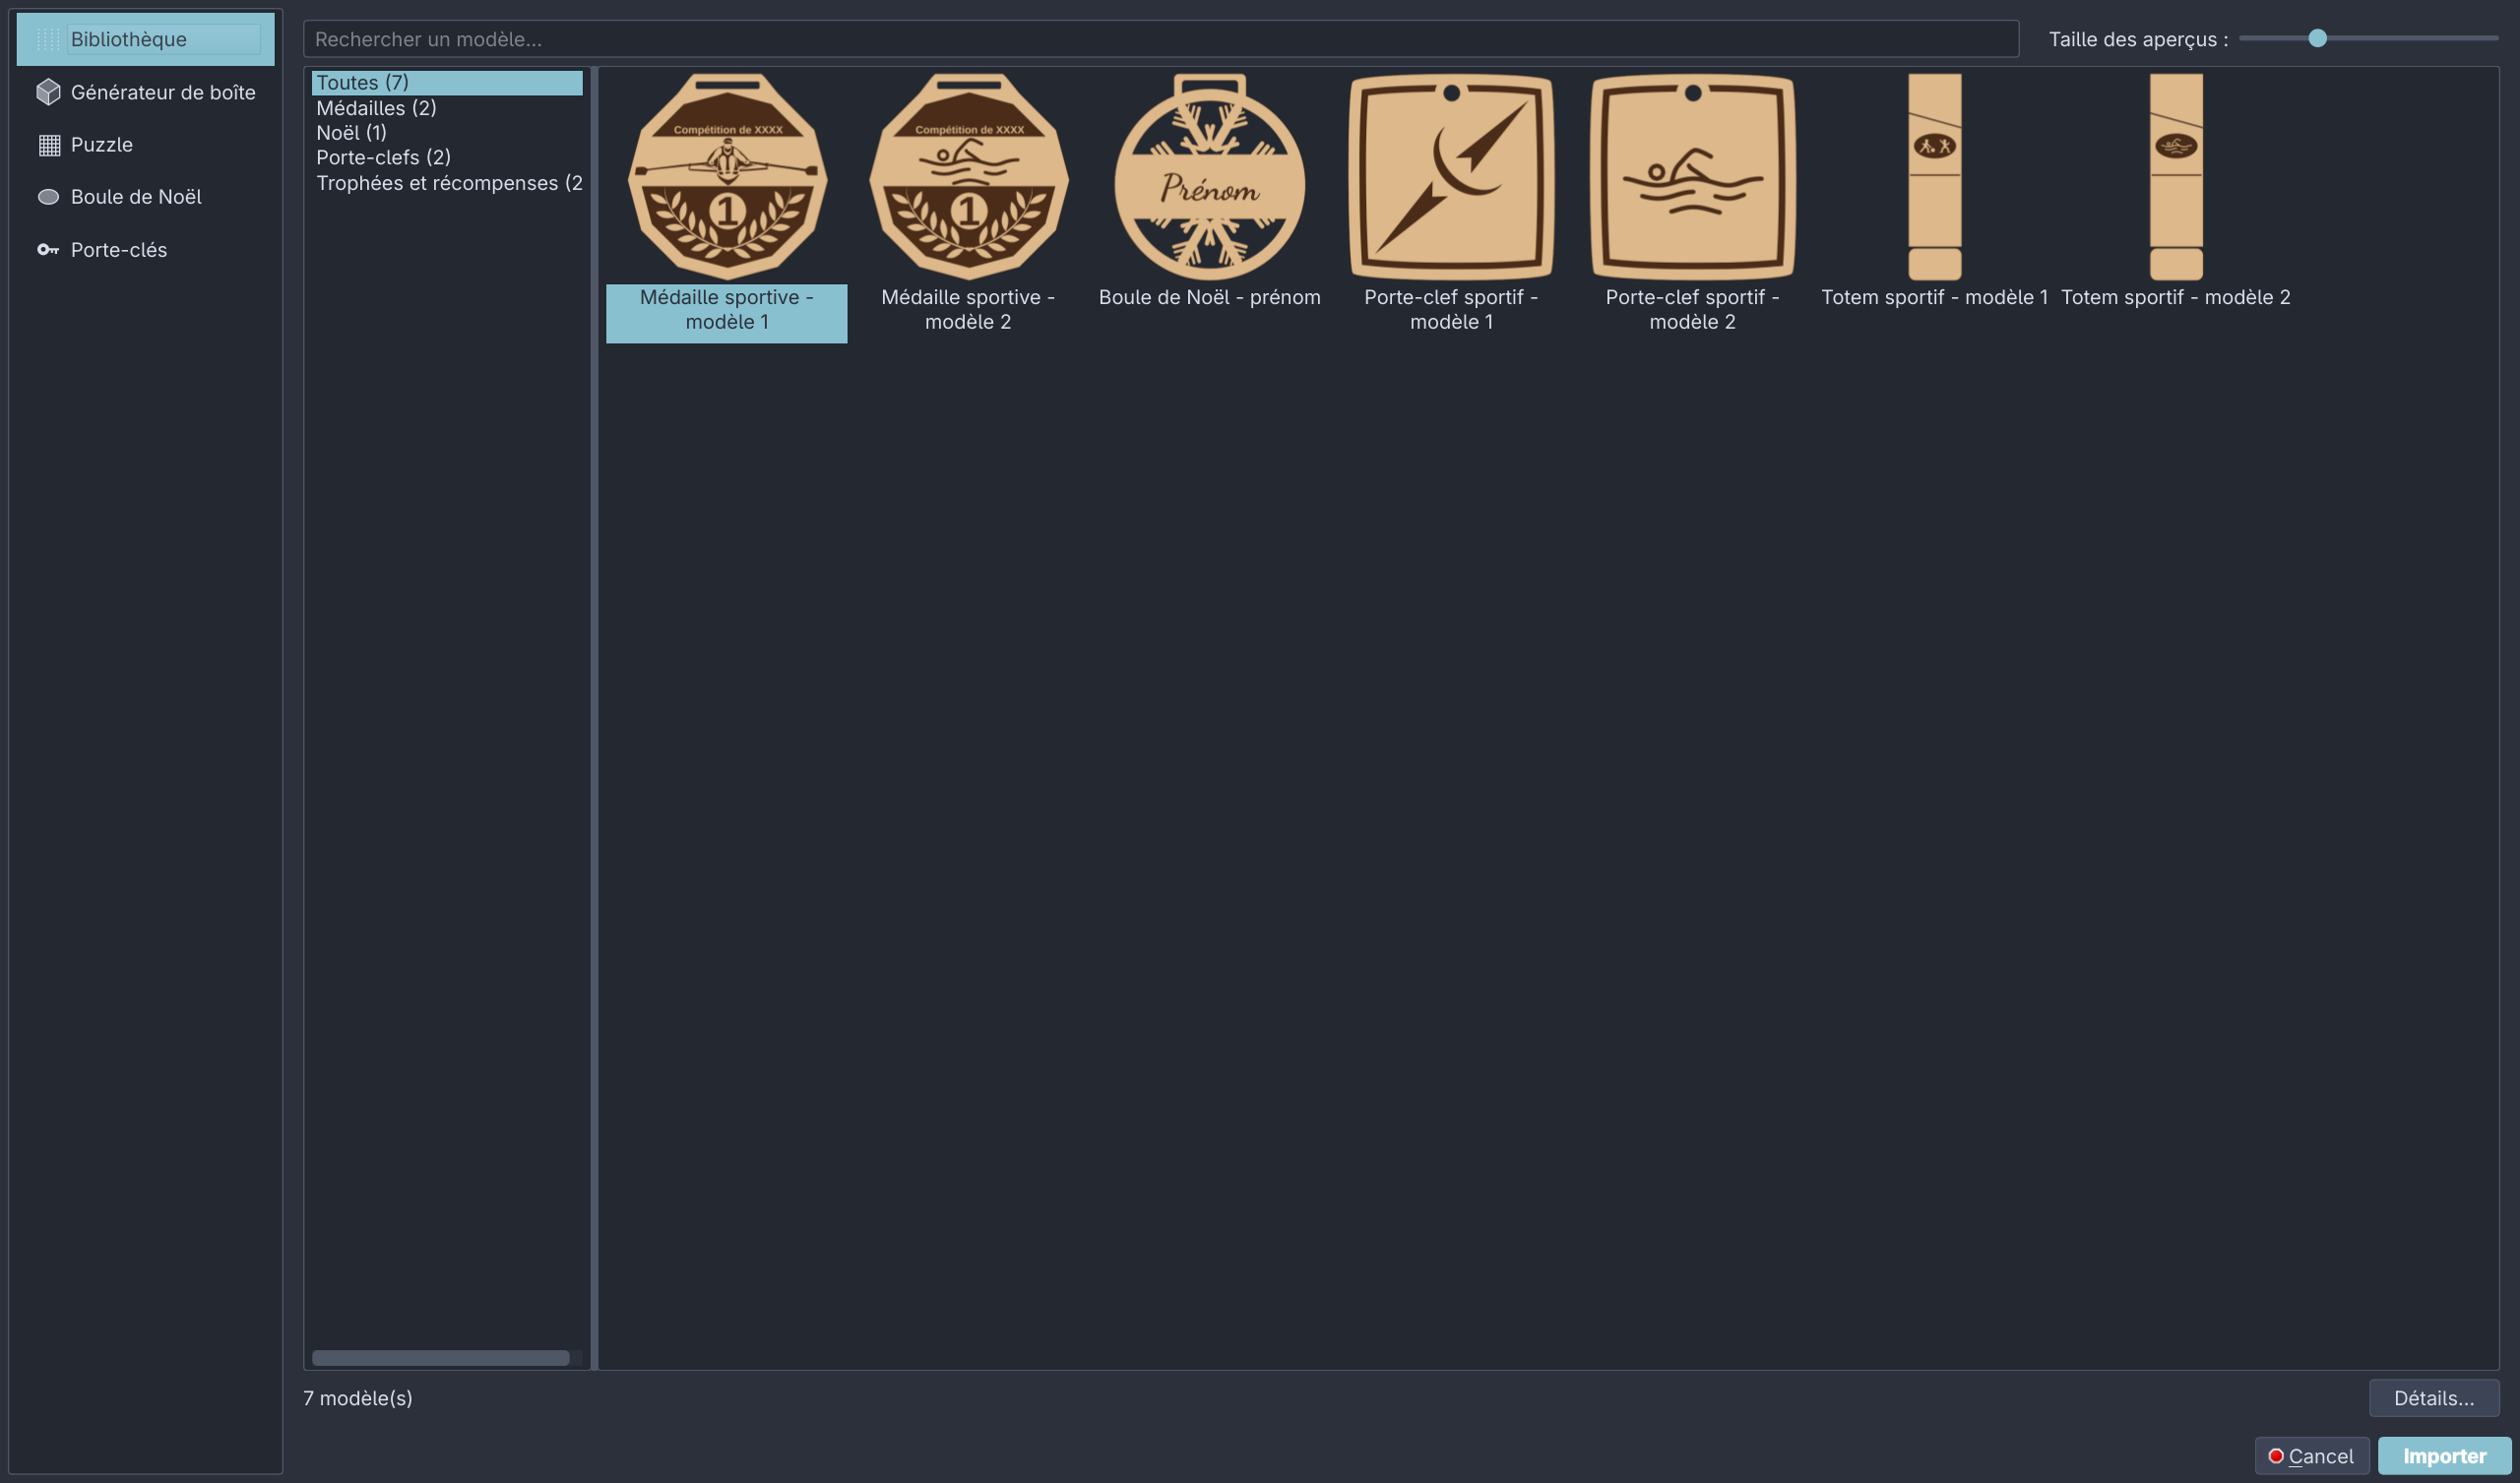 Bibliothèque
Générateur de boîte
Puzzle
Boule de Noël
Porte-clés
Rechercher un modèle...
Taille des aperçus :
Toutes (7)
Médailles (2)
Noël (1)
Porte-clefs (2)
Trophées et récompenses (2
Compétition de XXXX
1
Médaille sportive -
modèle 1
Compétition de XXXX
1
Médaille sportive -
modèle 2
Prénom
Boule de Noël - prénom
Porte-clef sportif -
modèle 1
Porte-clef sportif -
modèle 2
Totem sportif - modèle 1
Totem sportif - modèle 2
7 modèle(s)
Détails...
Cancel
Importer